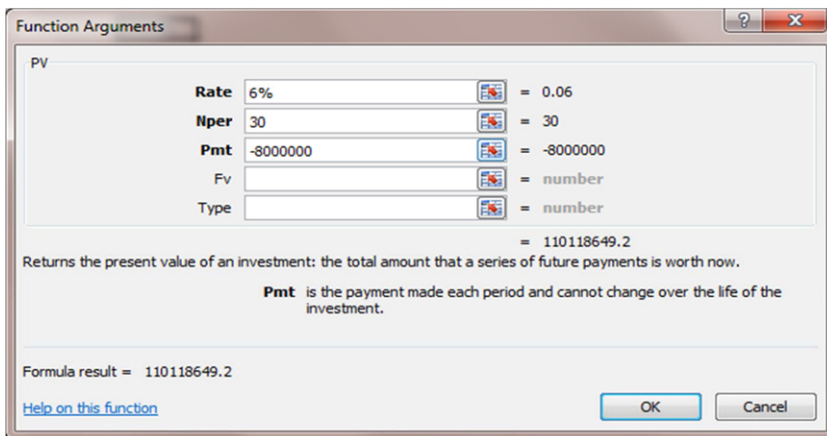 Function Arguments
PV
Rate 6% = 0.06
Nper 30 = 30
Pmt -8000000 = -8000000
Fv = number
Type = number
= 110118649.2
Returns the present value of an investment: the total amount that a series of future payments is worth now.
Pmt is the payment made each period and cannot change over the life of the
investment.
Formula result = 110118649.2
Help on this function OK Cancel